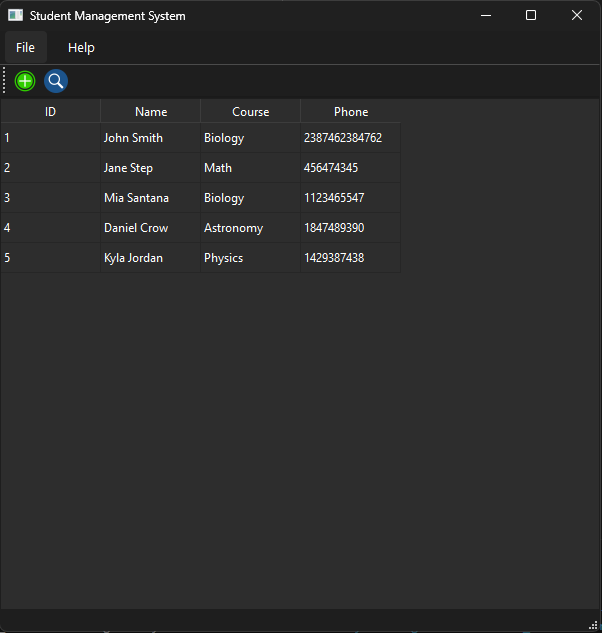 Student Management System
File Help
ID Name Course Phone
1 John Smith Biology 2387462384762
2 Jane Step Math 456474345
3 Mia Santana Biology 1123465547
4 Daniel Crow Astronomy 1847489390
5 Kyla Jordan Physics 1429387438